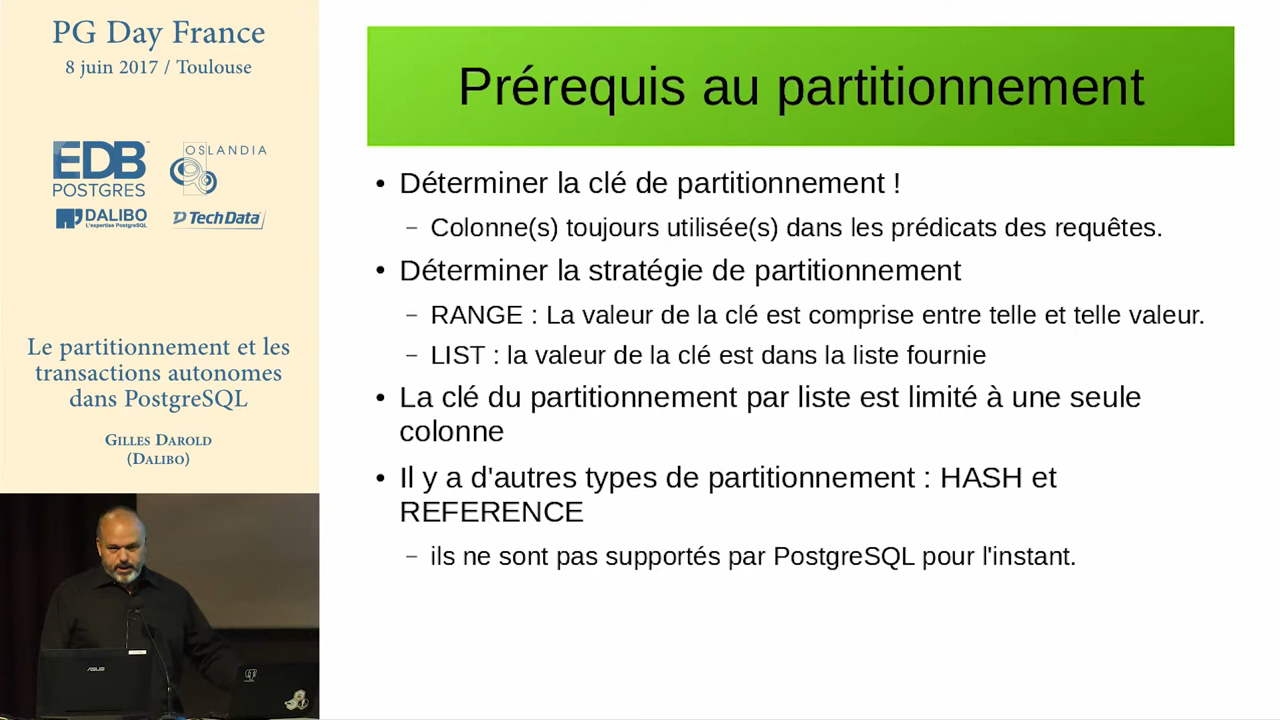 PG Day France
8 juin 2017 / Toulouse
EDB
POSTGRES
OSLANDIA
DALIBO
L'expertise PostgreSQL
Tech Data
Le partitionnement et les
transactions autonomes
dans PostgreSQL
GILLES DAROLD
(DALIBO)
ASUS
Prérequis au partitionnement
• Déterminer la clé de partitionnement !
– Colonne(s) toujours utilisée(s) dans les prédicats des requêtes.
• Déterminer la stratégie de partitionnement
– RANGE : La valeur de la clé est comprise entre telle et telle valeur.
– LIST : la valeur de la clé est dans la liste fournie
• La clé du partitionnement par liste est limité à une seule
colonne
• Il y a d'autres types de partitionnement : HASH et
REFERENCE
– ils ne sont pas supportés par PostgreSQL pour l'instant.